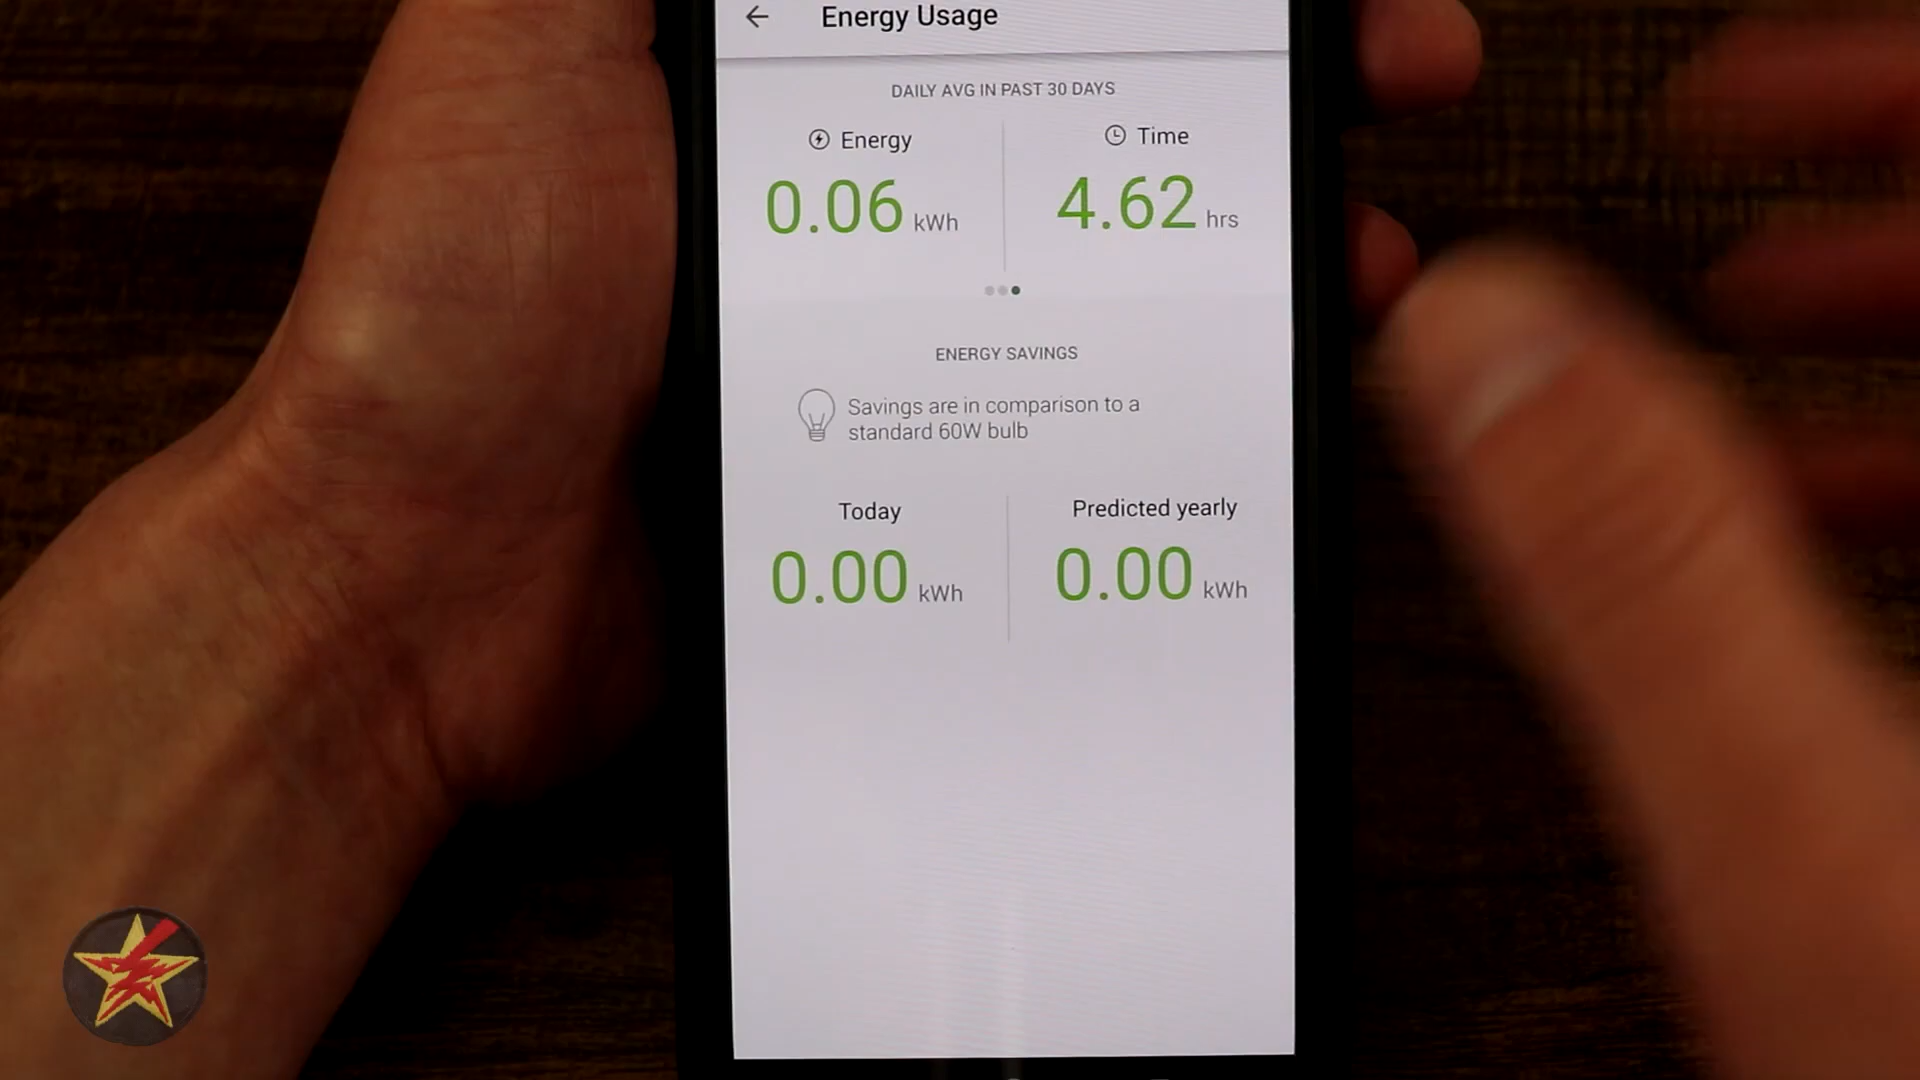 Energy Usage
DAILY AVG IN PAST 30 DAYS
Energy
Time
0.06 kWh
4.62 hrs
ENERGY SAVINGS
Savings are in comparison to a
standard 60W bulb
Today
Predicted yearly
0.00 kWh
0.00 kWh